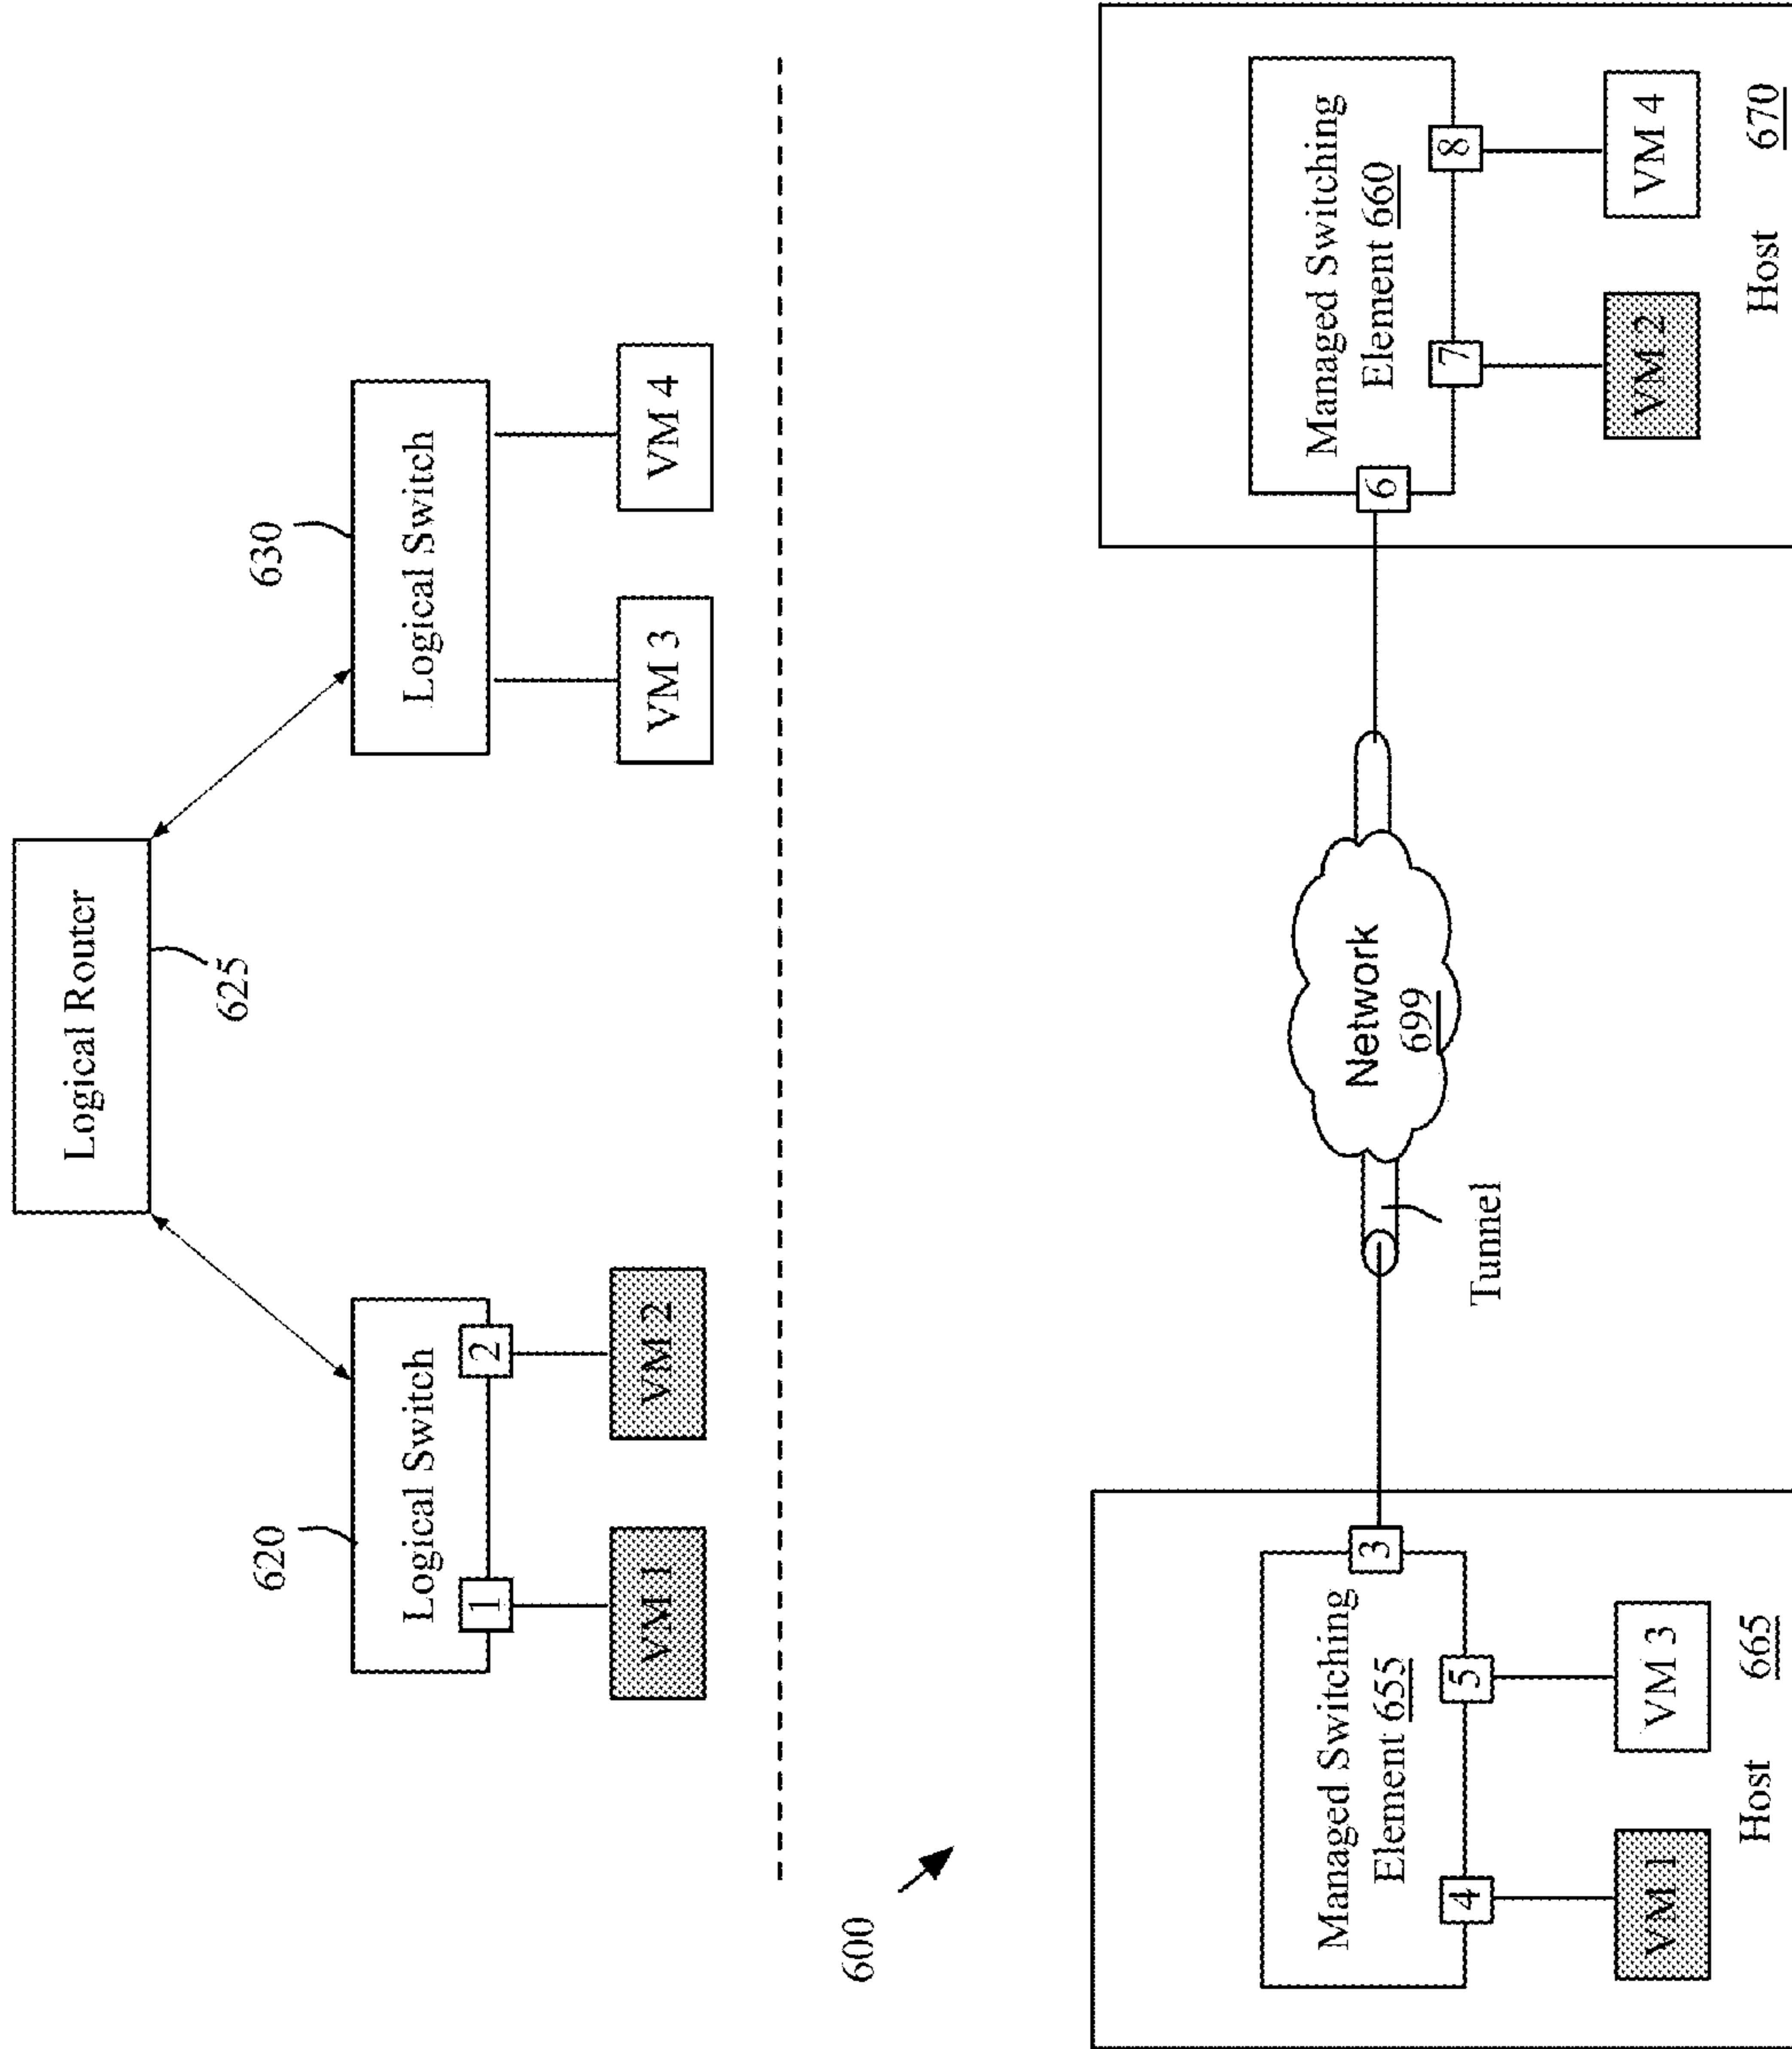 Logical Router
625
620
Logical Switch
1
2
VM 1
VM 2
630
Logical Switch
VM 3
VM 4
600
Managed Switching
Element 655
3
4
5
VM 1
VM 3
Host 665
Tunnel
Network
699
Managed Switching
Element 660
6
7
8
VM 2
VM 4
Host 670